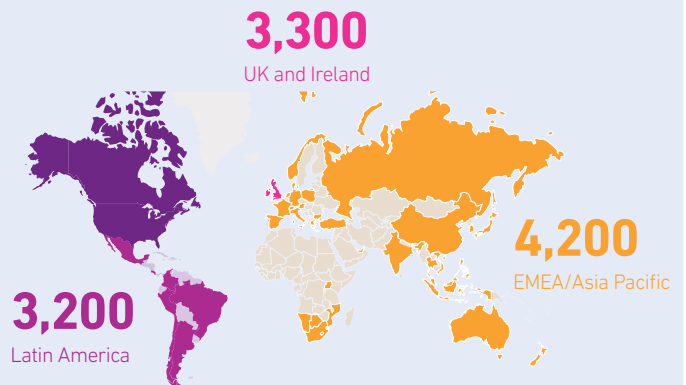 3,300
UK and Ireland
4,200
EMEA/Asia Pacific
3,200
Latin America